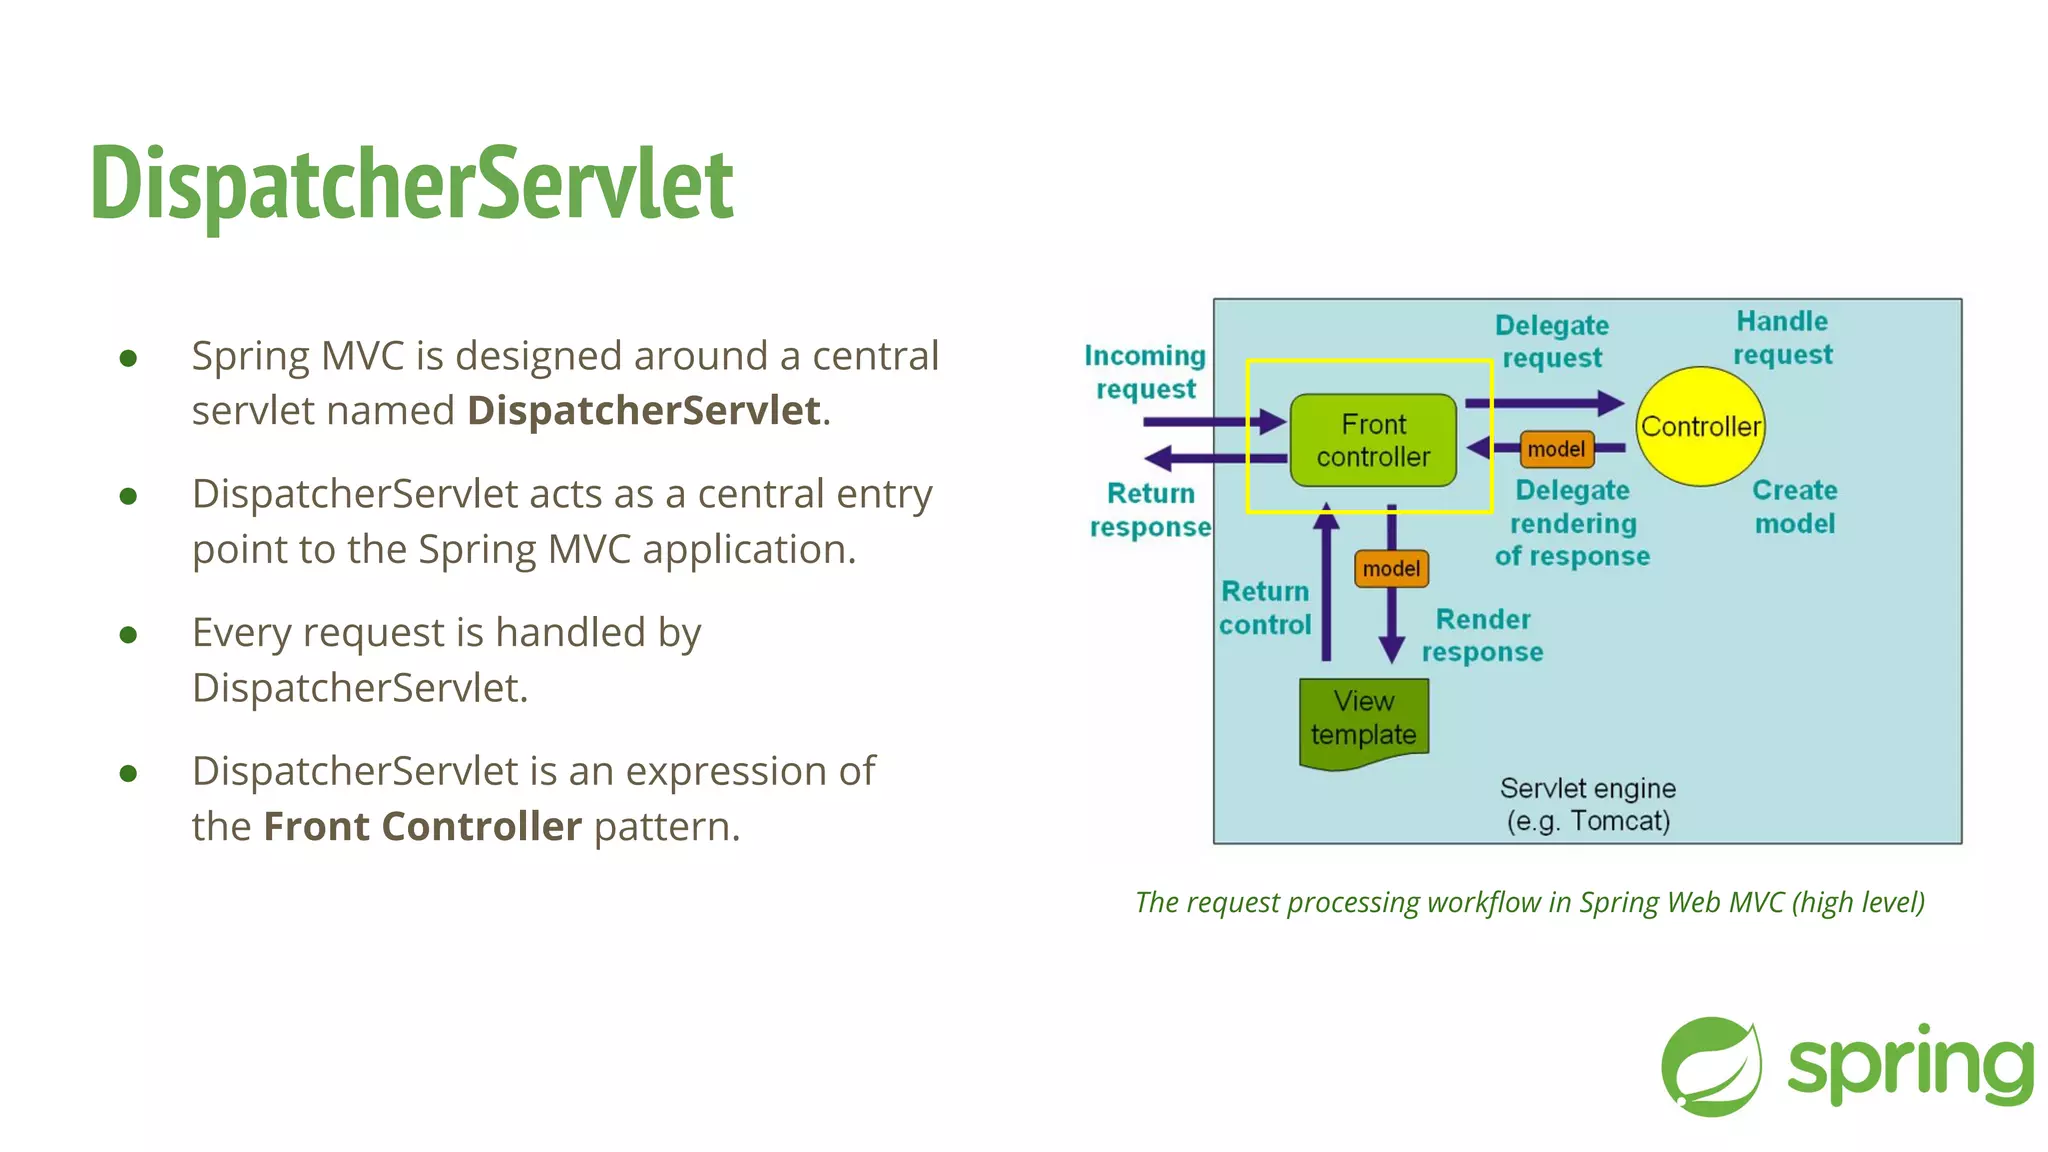 DispatcherServlet
● Spring MVC is designed around a central
servlet named DispatcherServlet.
● DispatcherServlet acts as a central entry
point to the Spring MVC application.
● Every request is handled by
DispatcherServlet.
● DispatcherServlet is an expression of
the Front Controller pattern.
Incoming
request
Return
response
Front
controller
Delegate
request
Handle
request
Controller
model
Delegate
rendering
of response
Create
model
model
Return
control
Render
response
View
template
Servlet engine
(e.g. Tomcat)
The request processing workflow in Spring Web MVC (high level)
spring